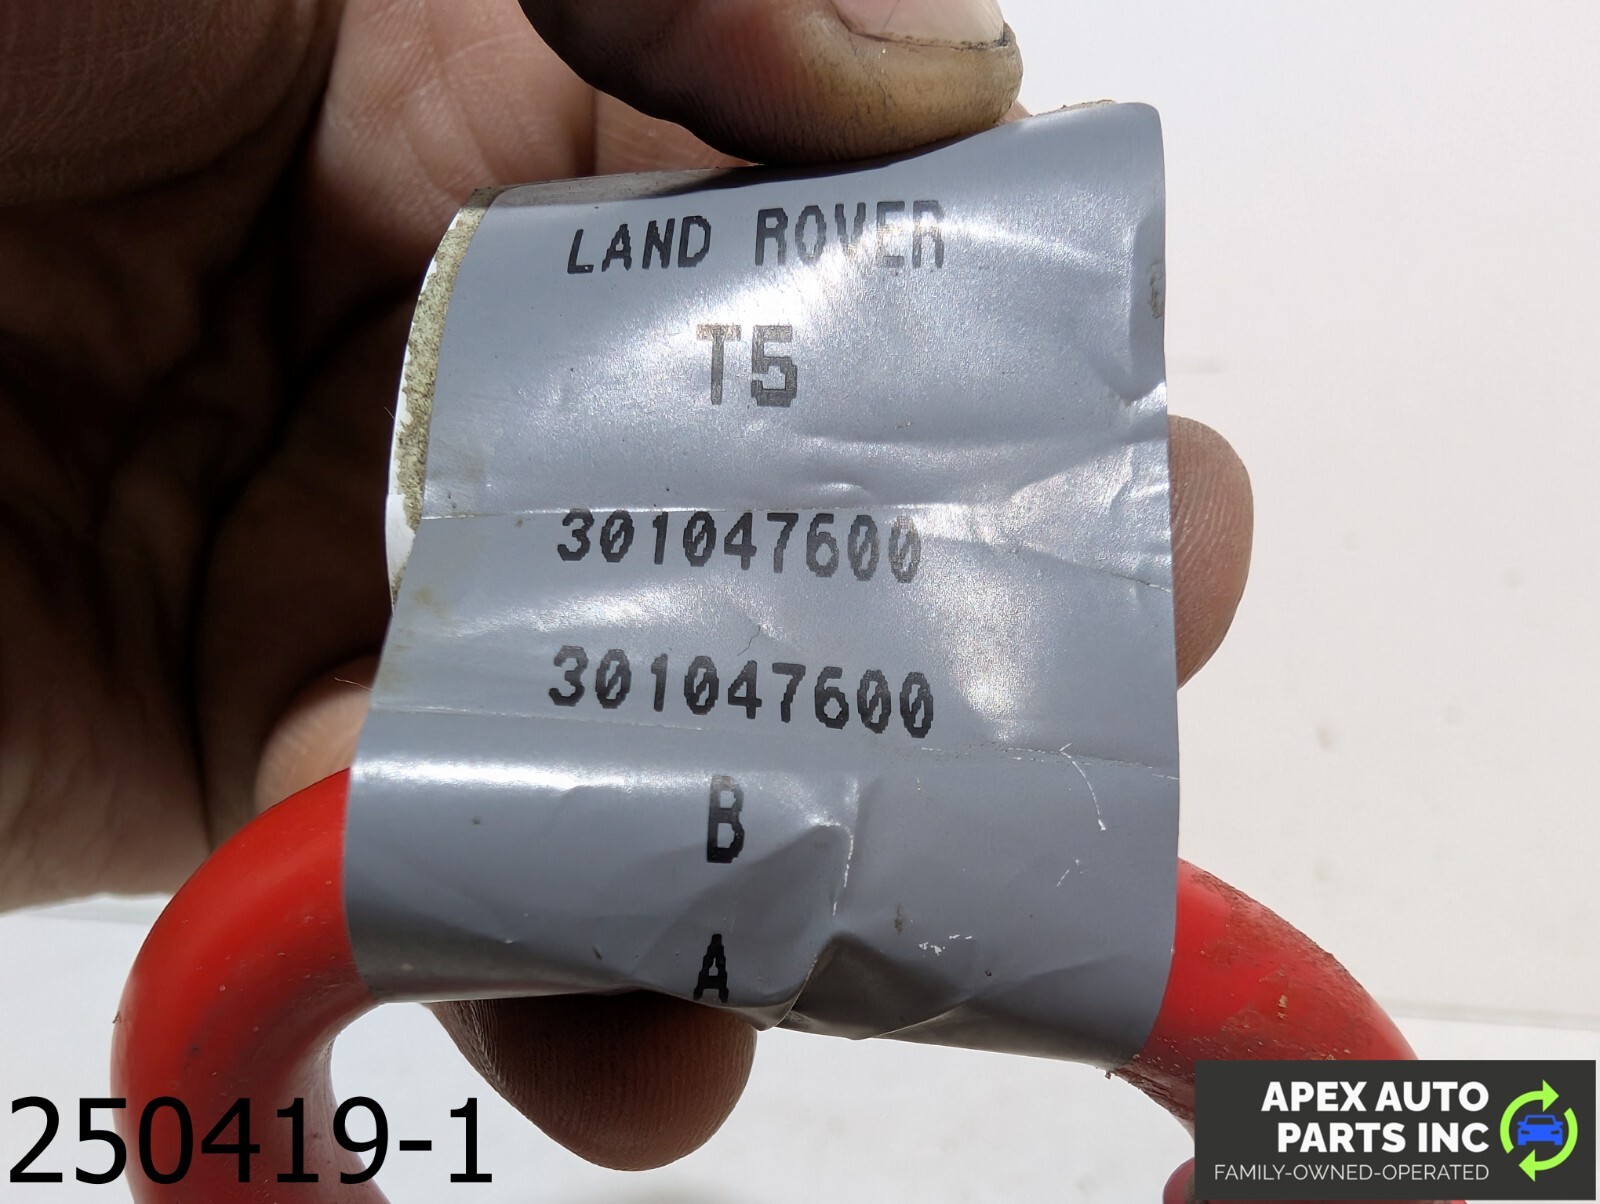 LAND ROVER
T5
301047600
301047600
B
A
250419-1
APEX AUTO
PARTS INC
FAMILY-OWNED-OPERATED